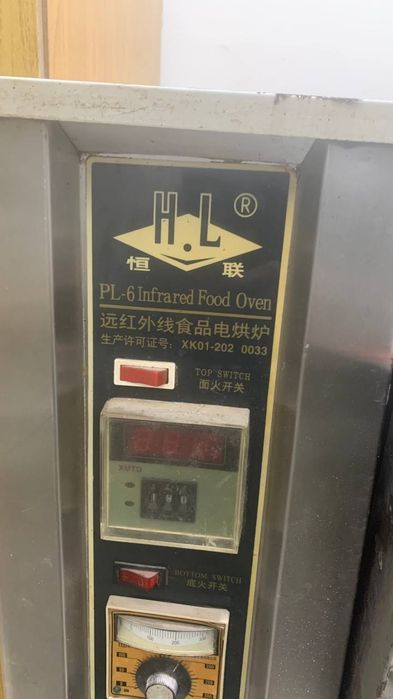 H.L ®
恒联
PL-6 Infrared Food Oven
远红外线食品电烘炉
生产许可证号: XK01-202 0033
TOP SWITCH
面火开关
XMTD
BOTTOM SWITCH
底火开关